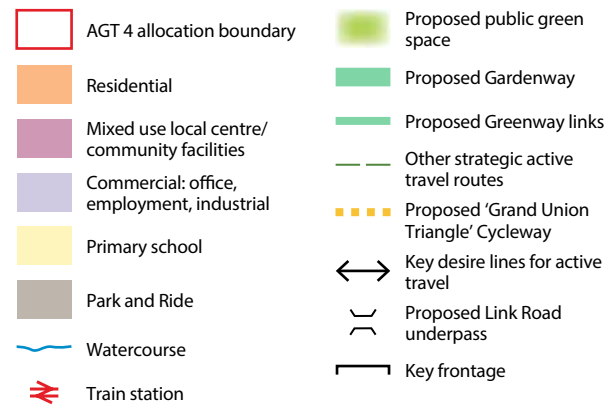 AGT 4 allocation boundary
Residential
Mixed use local centre/
community facilities
Commercial: office,
employment, industrial
Primary school
Park and Ride
Watercourse
Train station
Proposed public green
space
Proposed Gardenway
Proposed Greenway links
Other strategic active
travel routes
Proposed ‘Grand Union
Triangle’ Cycleway
Key desire lines for active
travel
Proposed Link Road
underpass
Key frontage